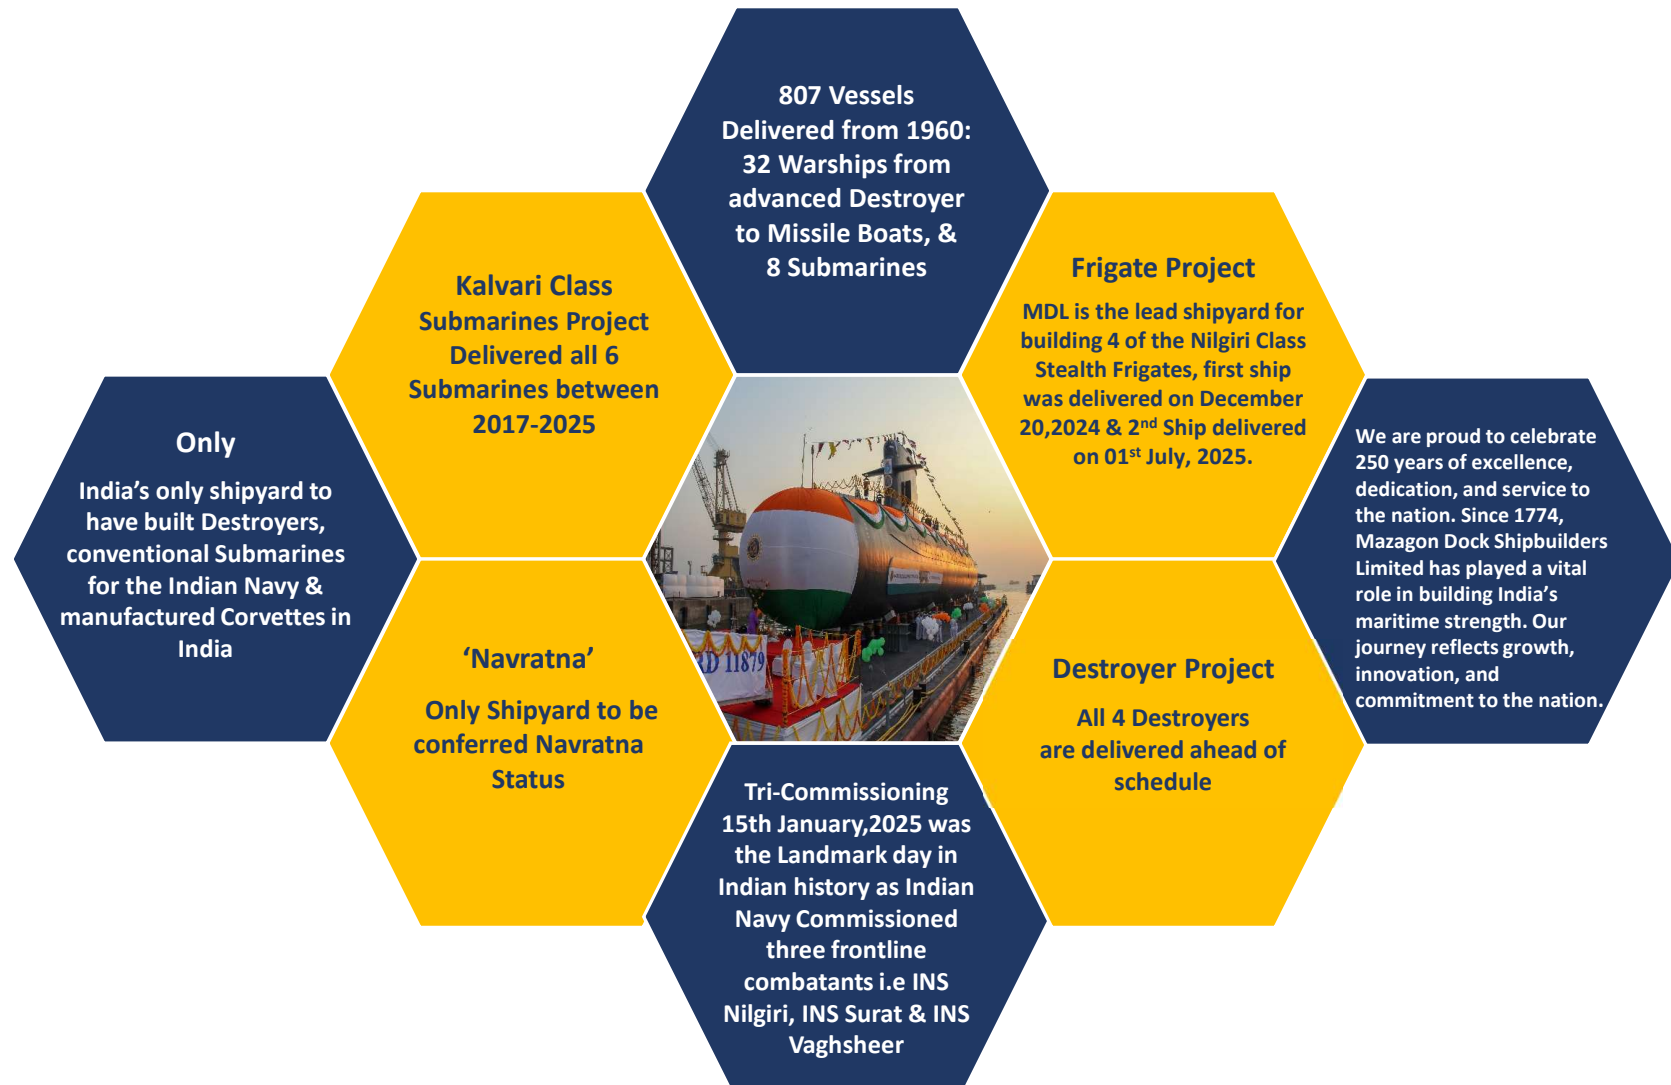 807 Vessels
Delivered from 1960:
32 Warships from
advanced Destroyer
to Missile Boats, &
8 Submarines
Kalvari Class
Submarines Project
Delivered all 6
Submarines between
2017-2025
Frigate Project
MDL is the lead shipyard for
building 4 of the Nilgiri Class
Stealth Frigates, first ship
was delivered on December
20,2024 & 2nd Ship delivered
on 01st July, 2025.
Only
India's only shipyard to
have built Destroyers,
conventional Submarines
for the Indian Navy &
manufactured Corvettes in
India
We are proud to celebrate
250 years of excellence,
dedication, and service to
the nation. Since 1774,
Mazagon Dock Shipbuilders
Limited has played a vital
role in building India's
maritime strength. Our
journey reflects growth,
innovation, and
commitment to the nation.
'Navratna'
Only Shipyard to be
conferred Navratna
Status
RD 11879
Destroyer Project
All 4 Destroyers
are delivered ahead of
schedule
Tri-Commissioning
15th January,2025 was
the Landmark day in
Indian history as Indian
Navy Commissioned
three frontline
combatants i.e INS
Nilgiri, INS Surat & INS
Vaghsheer